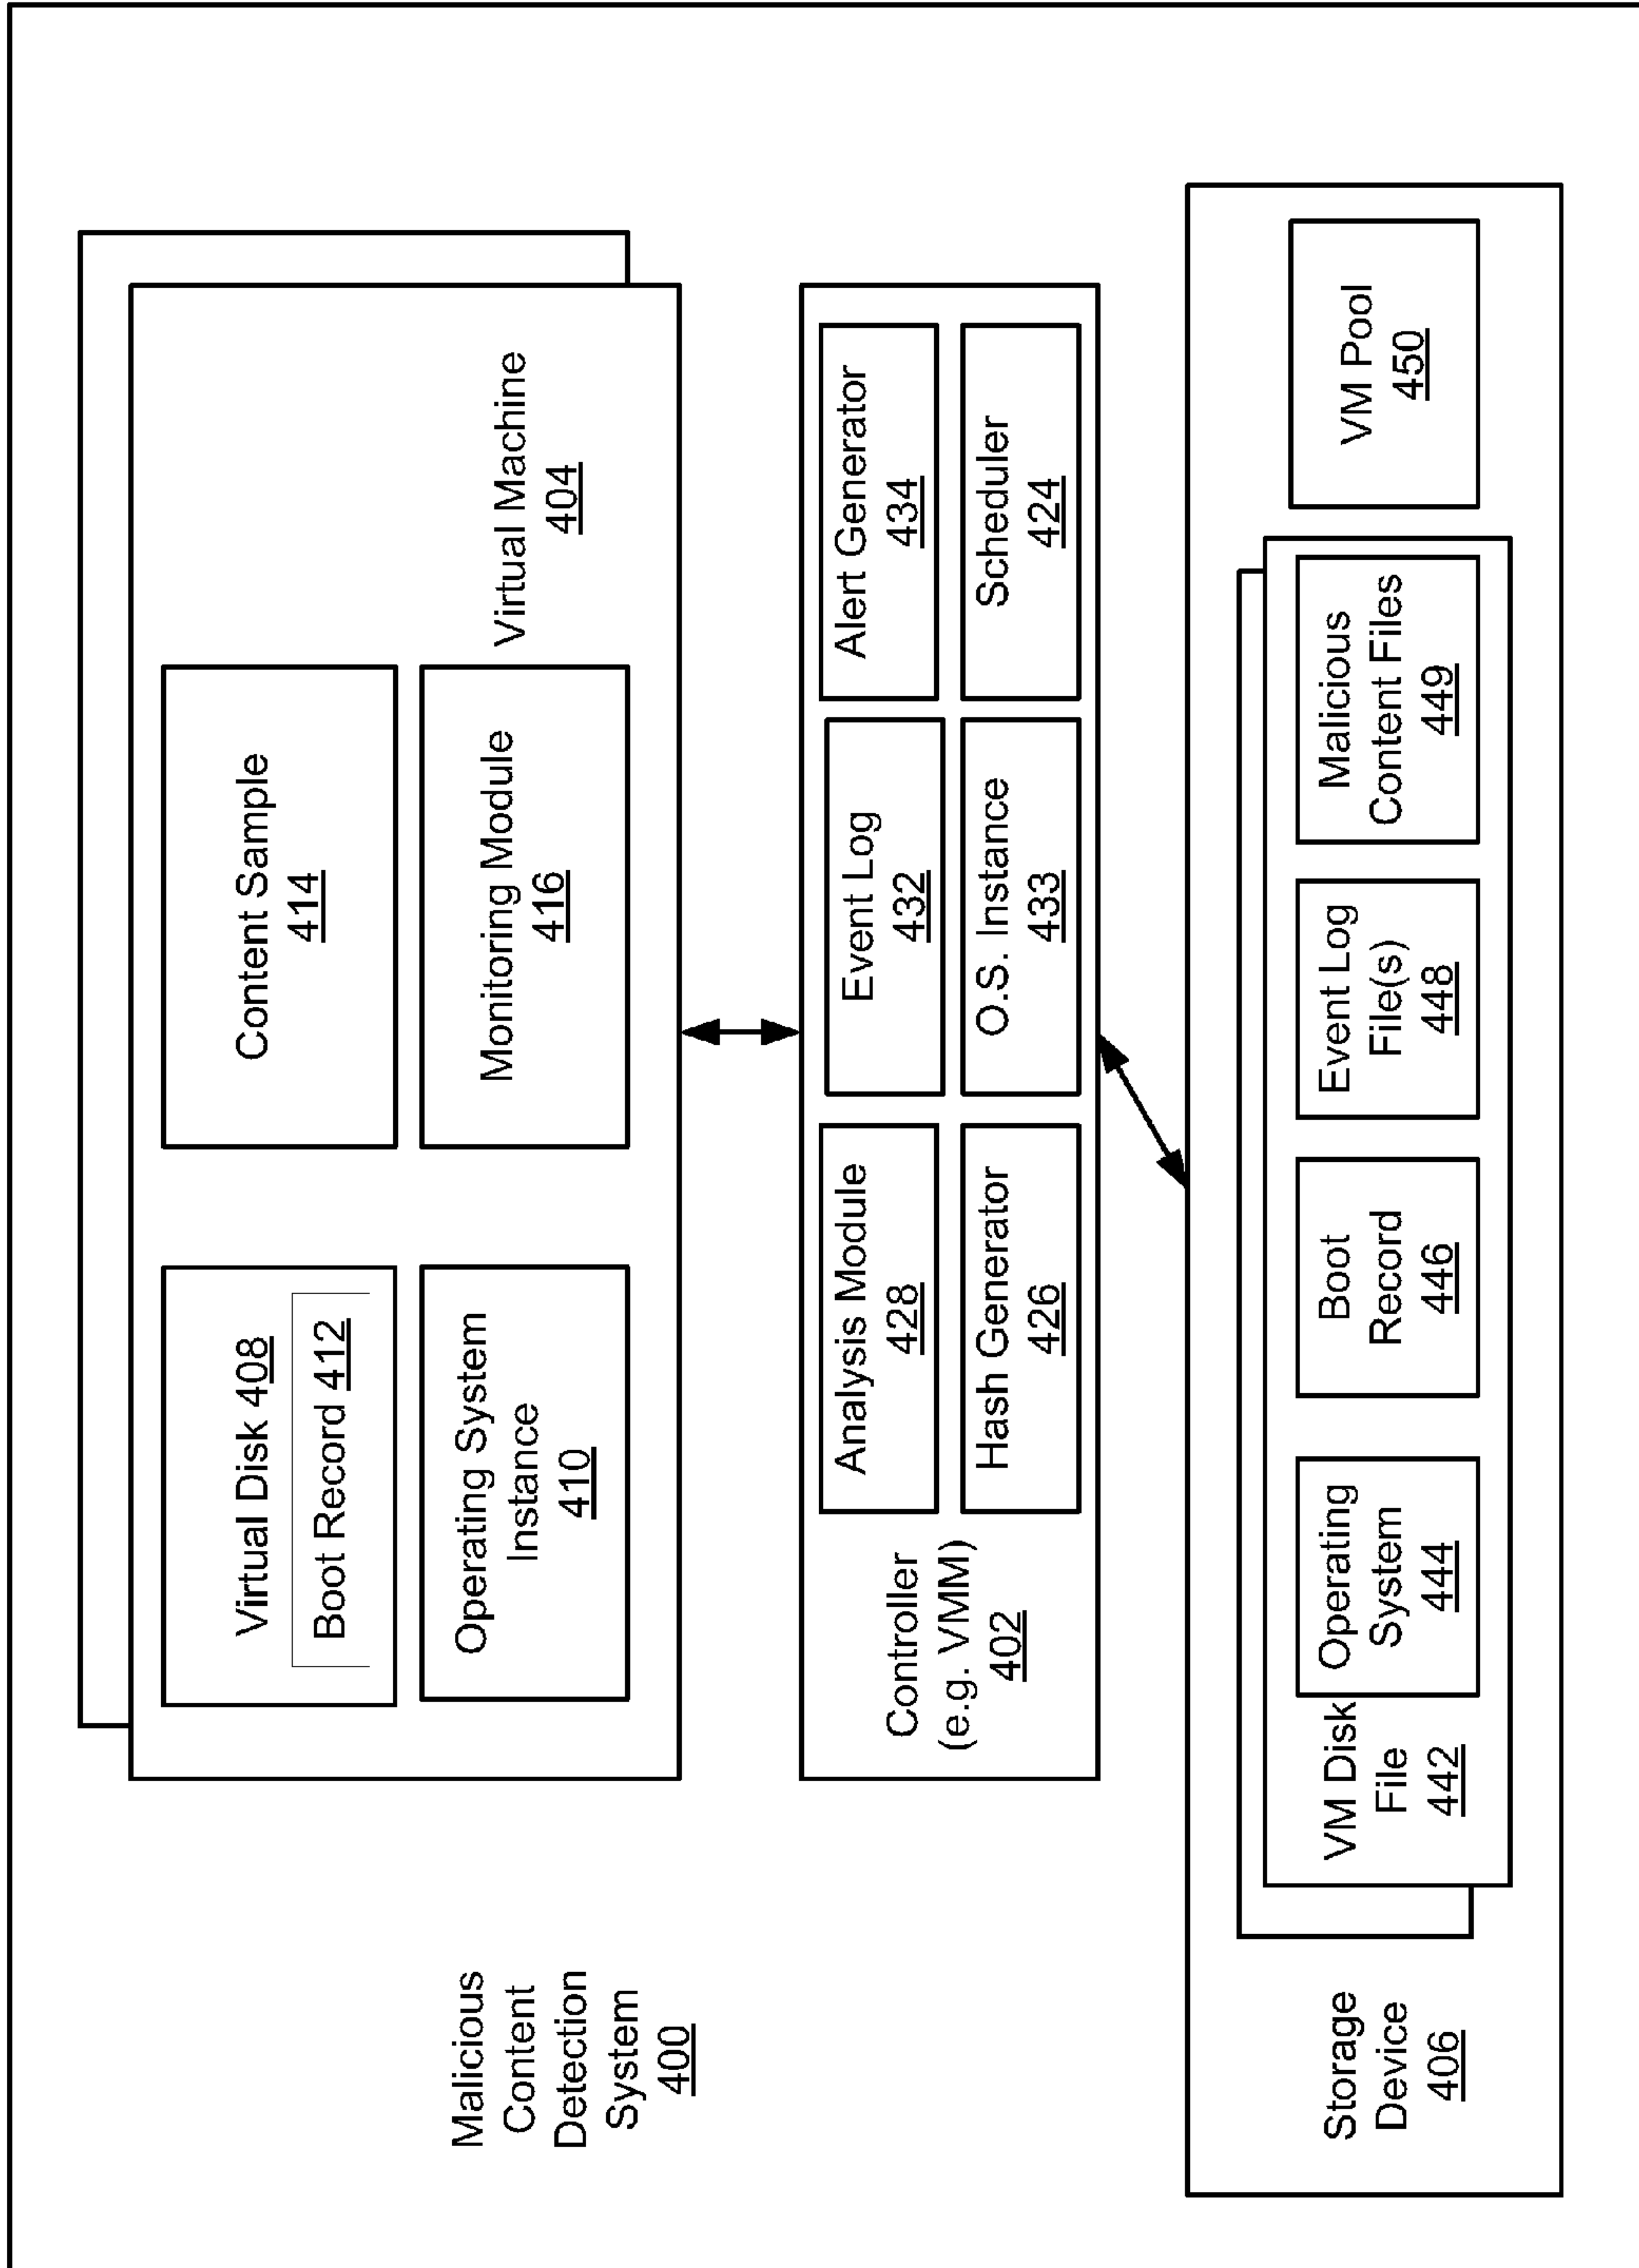 Malicious
Content
Detection
System
400
Virtual Disk 408
Boot Record 412
Content Sample
414
Operating System
Instance
410
Monitoring Module
416
Virtual Machine
404
Controller
(e.g. VMM)
402
Analysis Module
428
Event Log
432
Alert Generator
434
Hash Generator
426
O.S. Instance
433
Scheduler
424
Storage
Device
406
VM Disk
File
442
Operating
System
444
Boot
Record
446
Event Log
File(s)
448
Malicious
Content Files
449
VM Pool
450